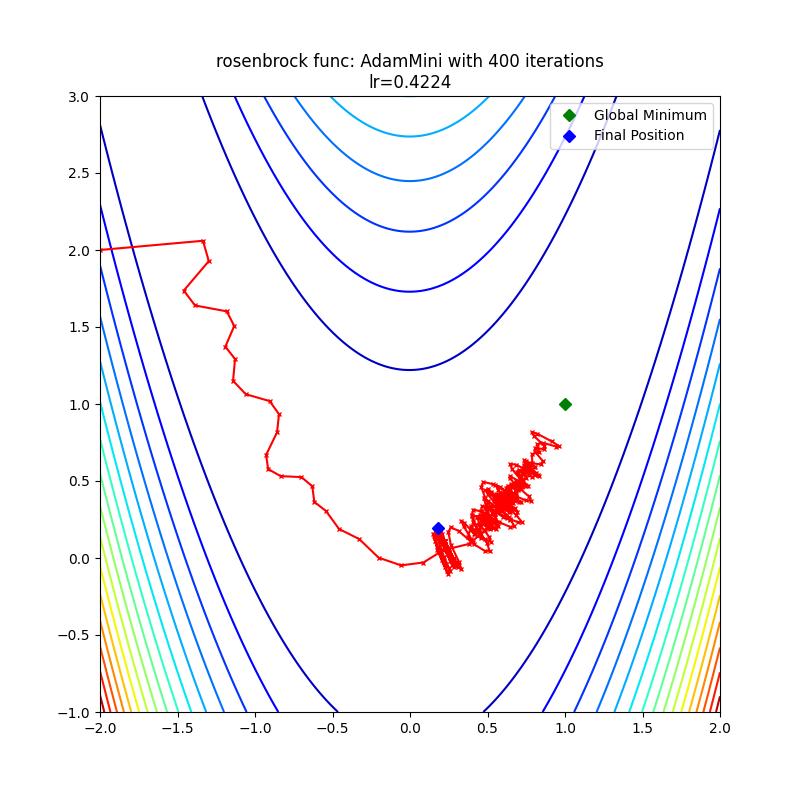 rosenbrock func: AdamMini with 400 iterations
lr=0.4224
Global Minimum
Final Position
3.0
2.5
2.0
1.5
1.0
0.5
0.0
−0.5
−1.0
−2.0 −1.5 −1.0 −0.5 0.0 0.5 1.0 1.5 2.0